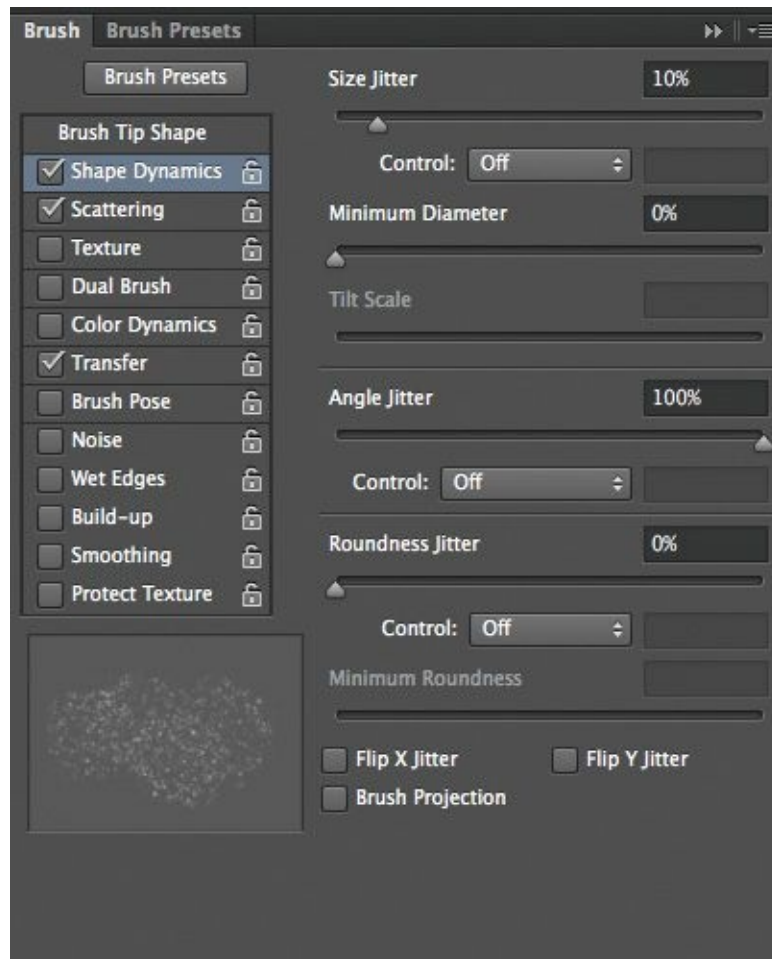 Brush Brush Presets
Brush Presets
Brush Tip Shape
Shape Dynamics
Scattering
Texture
Dual Brush
Color Dynamics
Transfer
Brush Pose
Noise
Wet Edges
Build-up
Smoothing
Protect Texture
Size Jitter 10%
Control: Off
Minimum Diameter 0%
Tilt Scale
Angle Jitter 100%
Control: Off
Roundness Jitter 0%
Control: Off
Minimum Roundness
Flip X Jitter Flip Y Jitter
Brush Projection